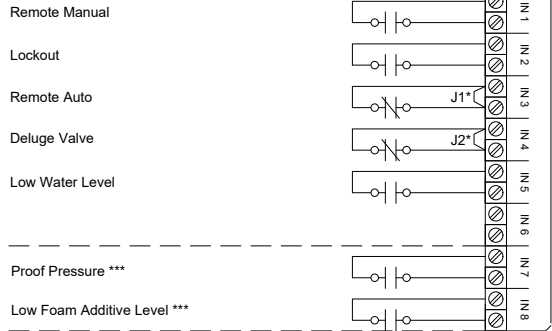 Remote Manual
IN 1
Lockout
IN 2
Remote Auto
J1*
IN 3
Deluge Valve
J2*
IN 4
Low Water Level
IN 5
IN 6
Proof Pressure ***
IN 7
Low Foam Additive Level ***
IN 8